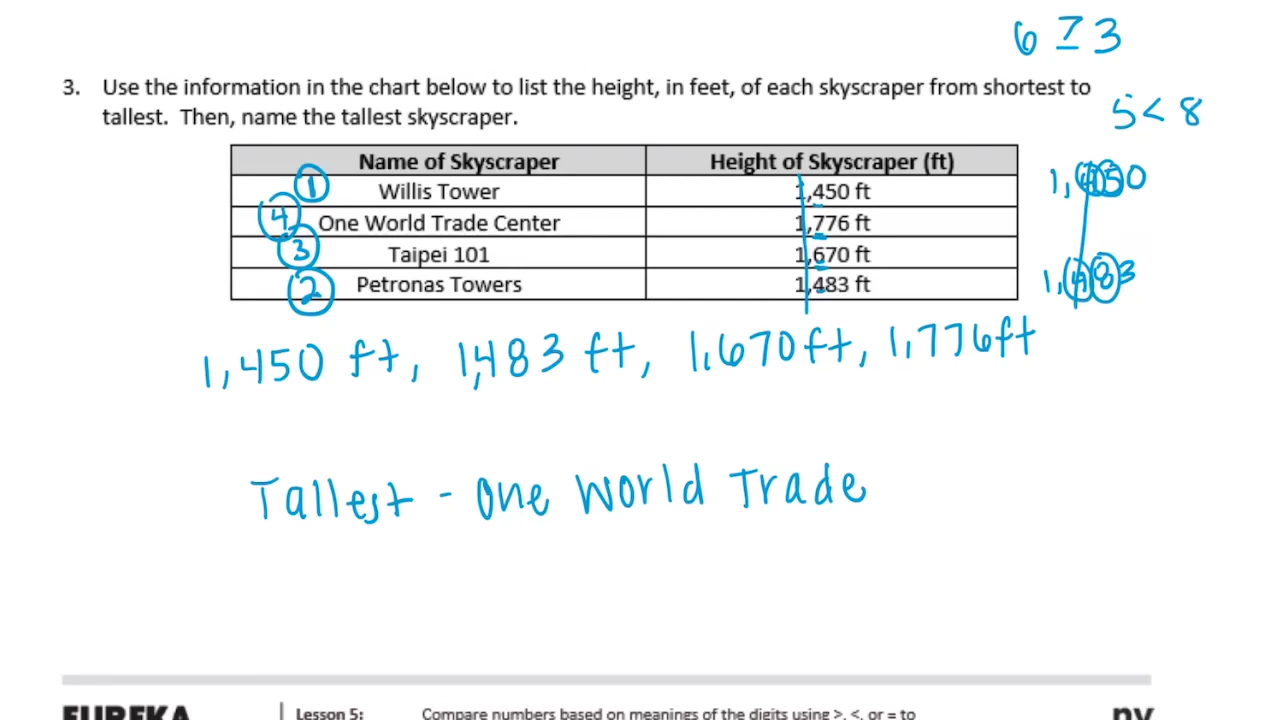 6 7 3
3. Use the information in the chart below to list the height, in feet, of each skyscraper from shortest to
tallest. Then, name the tallest skyscraper.
5 < 8
Name of Skyscraper Height of Skyscraper (ft)
1 Willis Tower 1,450 ft
1,450
4 One World Trade Center 1,776 ft
3 Taipei 101 1,670 ft
2 Petronas Towers 1,483 ft
1,483
1,450 ft, 1,483 ft, 1,670 ft, 1,776 ft
Tallest - One World Trade
EUREKA Lesson 5: Compare numbers based on meanings of the digits using >, <, or = to